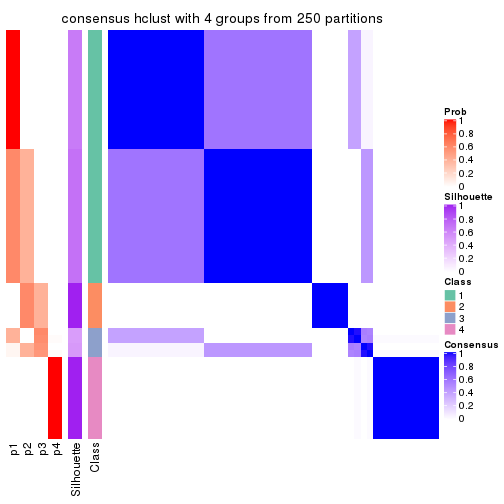 consensus hclust with 4 groups from 250 partitions
Prob
1
0.8
0.6
0.4
0.2
0
Silhouette
1
0.8
0.6
0.4
0.2
0
Class
1
2
3
4
Consensus
1
0.8
0.6
0.4
0.2
0
p1
p2
p3
p4
Silhouette
Class